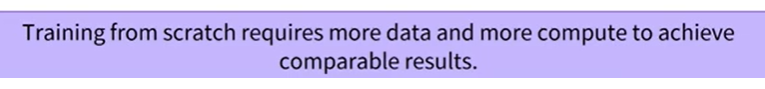 Training from scratch requires more data and more compute to achieve
comparable results.